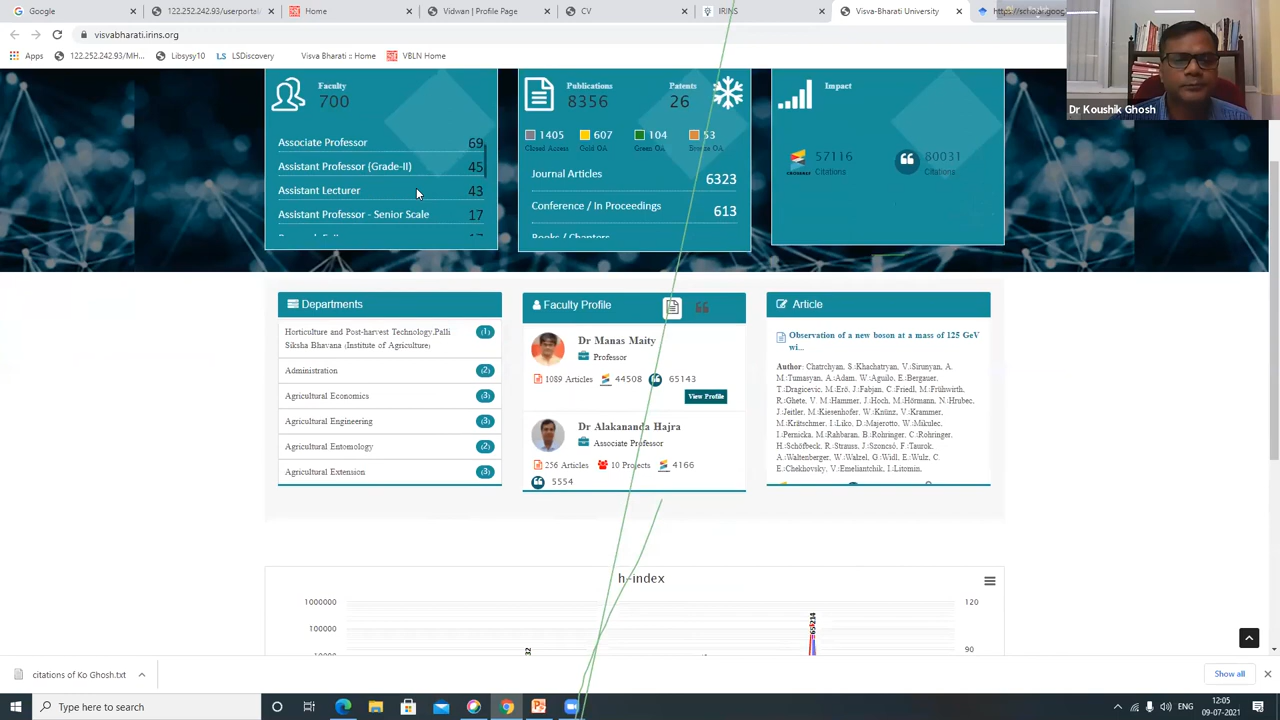 Google
122.252.242.93/userportal
Home
Vidwan | Profile Page
CV
IRINS
Visva-Bharati University
visvabharati.irins.org
Apps
122.252.242.93/MH...
Libsysy10
LSDiscovery
Visva Bharati :: Home
VBLN Home
Dr Koushik Ghosh
Faculty
700
Associate Professor 69
Assistant Professor (Grade-II) 45
Assistant Lecturer 43
Assistant Professor - Senior Scale 17
Publications
8356
Patents
26
1405
Closed Access
607
Gold OA
104
Green OA
53
Bronze OA
Journal Articles 6323
Conference / In Proceedings 613
Books / Chapters
Impact
57116
Citations
80031
Citations
Departments
Horticulture and Post-harvest Technology,Palli
Siksha Bhavana (Institute of Agriculture) (1)
Administration (2)
Agricultural Economics (3)
Agricultural Engineering (3)
Agricultural Entomology (2)
Agricultural Extension (3)
Faculty Profile
Dr Manas Maity
Professor
1089 Articles 44508 65143
View Profile
Dr Alakananda Hajra
Associate Professor
256 Articles 10 Projects 4166
5554
Article
Observation of a new boson at a mass of 125 GeV
wi...
Author: Chatrchyan, S.;Khachatryan, V.;Sirunyan, A.
M.;Tumasyan, A.;Adam, W.;Aguilo, E.;Bergauer,
T.;Dragicevic, M.;Erö, J.;Fabjan, C.;Friedl, M.;Frühwirth,
R.;Ghete, V. M.;Hammer, J.;Hoch, M.;Hörmann, N.;Hrubec,
J.;Jeitler, M.;Kiesenhofer, W.;Knünz, V.;Krammer,
M.;Krätschmer, I.;Liko, D.;Majerotto, W.;Mikulec,
I.;Pernicka, M.;Rahbaran, B.;Rohringer, C.;Rohringer,
H.;Schöfbeck, R.;Strauss, J.;Szoncsó, F.;Taurok,
A.;Waltenberger, W.;Walzel, G.;Widl, E.;Wulz, C.
E.;Chekhovsky, V.;Emeliantchik, I.;Litomin,
h-index
1000000
120
100000
90
65214
citations of Ko Ghosh.txt
Show all
Type here to search
12:05
09-07-2021